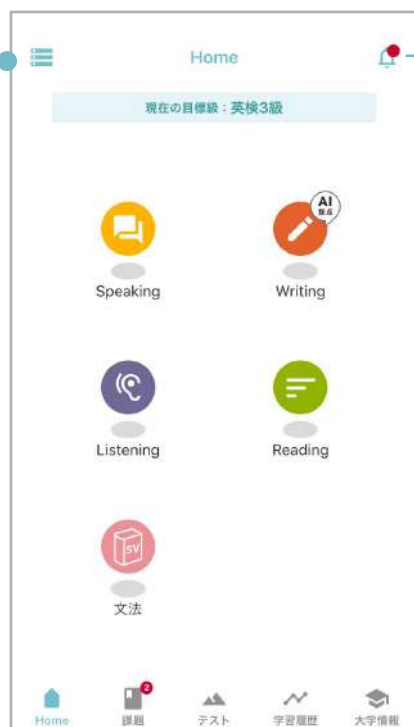 Home
現在の目標級：英検3級
AI
採点
Speaking
Writing
Listening
Reading
SV
文法
2
Home
課題
テスト
学習履歴
大学情報